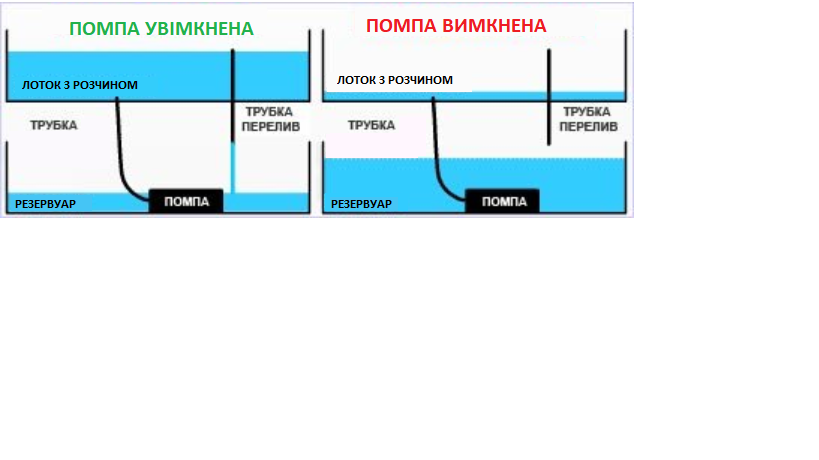 ПОМПА УВІМКНЕНА
ЛОТОК З РОЗЧИНОМ
ТРУБКА
ТРУБКА
ПЕРЕЛИВ
ПОМПА
РЕЗЕРВУАР
ПОМПА ВИМКНЕНА
ЛОТОК З РОЗЧИНОМ
ТРУБКА
ТРУБКА
ПЕРЕЛИВ
ПОМПА
РЕЗЕРВУАР